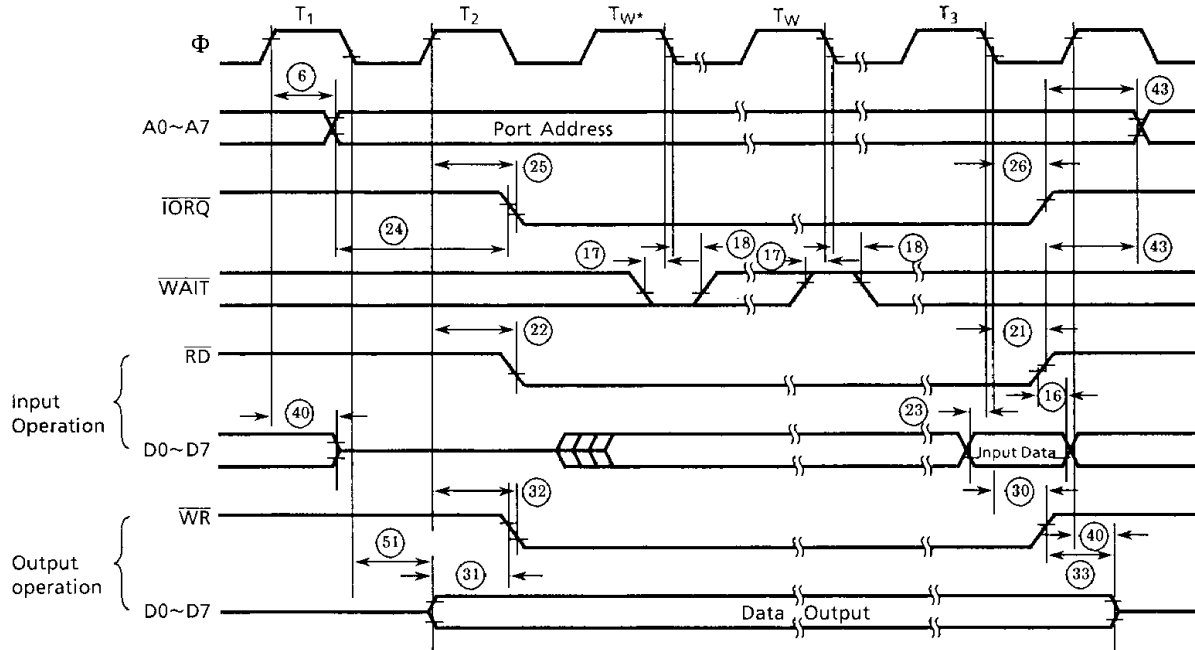 T1 T2 TW* TW T3
Φ
6 43
A0~A7 Port Address
25 26
IORQ
24 43
17 18 17 18
WAIT
22 21
RD
Input
Operation
40 23 16
D0~D7 Input Data
32 30
WR
51 40
Output
operation
31 33
D0~D7 Data Output